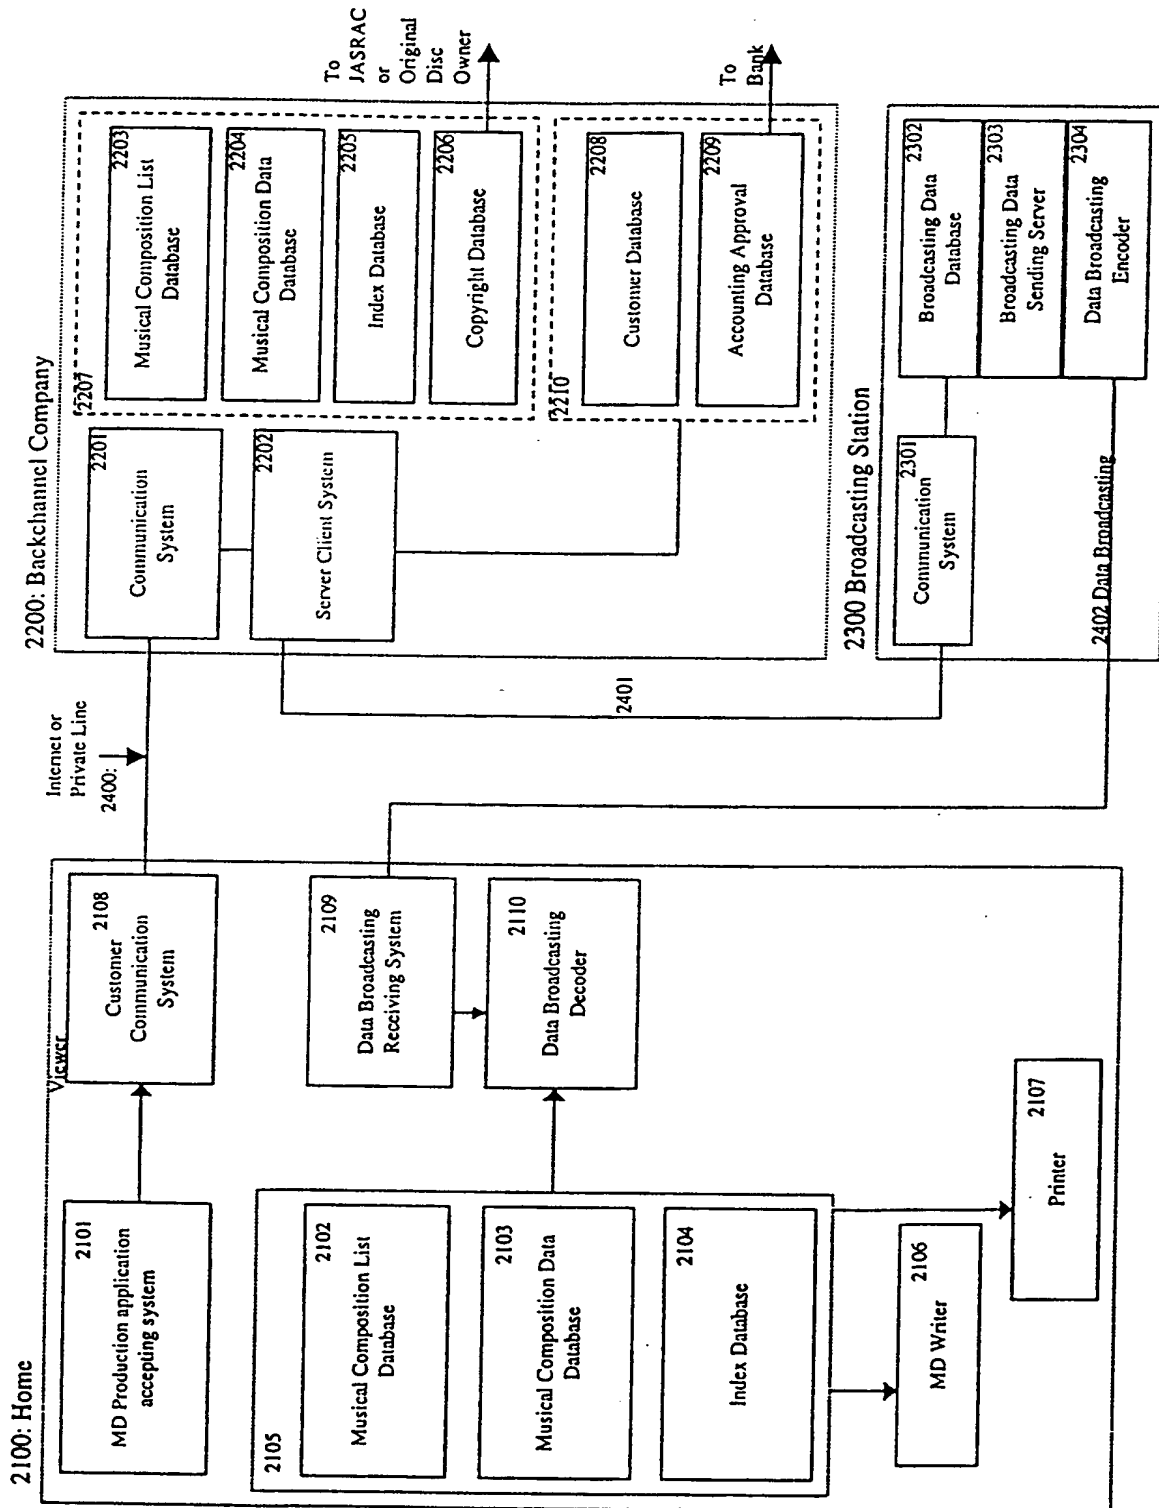 2100: Home
Viewer
2101
MD Production application
accepting system
2108
Customer
Communication
System
2105
2102
Musical Composition List
Database
2103
Musical Composition Data
Database
2104
Index Database
2109
Data Broadcasting
Receiving System
2110
Data Broadcasting
Decoder
2106
MD Writer
2107
Printer
Internet or
Private Line
2400:
2401
2200: Backchannel Company
2201
Communication
System
2202
Server Client System
2207
2203
Musical Composition List
Database
2204
Musical Composition Data
Database
2205
Index Database
2206
Copyright Database
To
JASRAC
or
Original
Disc
Owner
2210
2208
Customer Database
2209
Accounting Approval
Database
To
Bank
2300 Broadcasting Station
2301
Communication
System
2302
Broadcasting Data
Database
2303
Broadcasting Data
Sending Server
2304
Data Broadcasting
Encoder
2402 Data Broadcasting